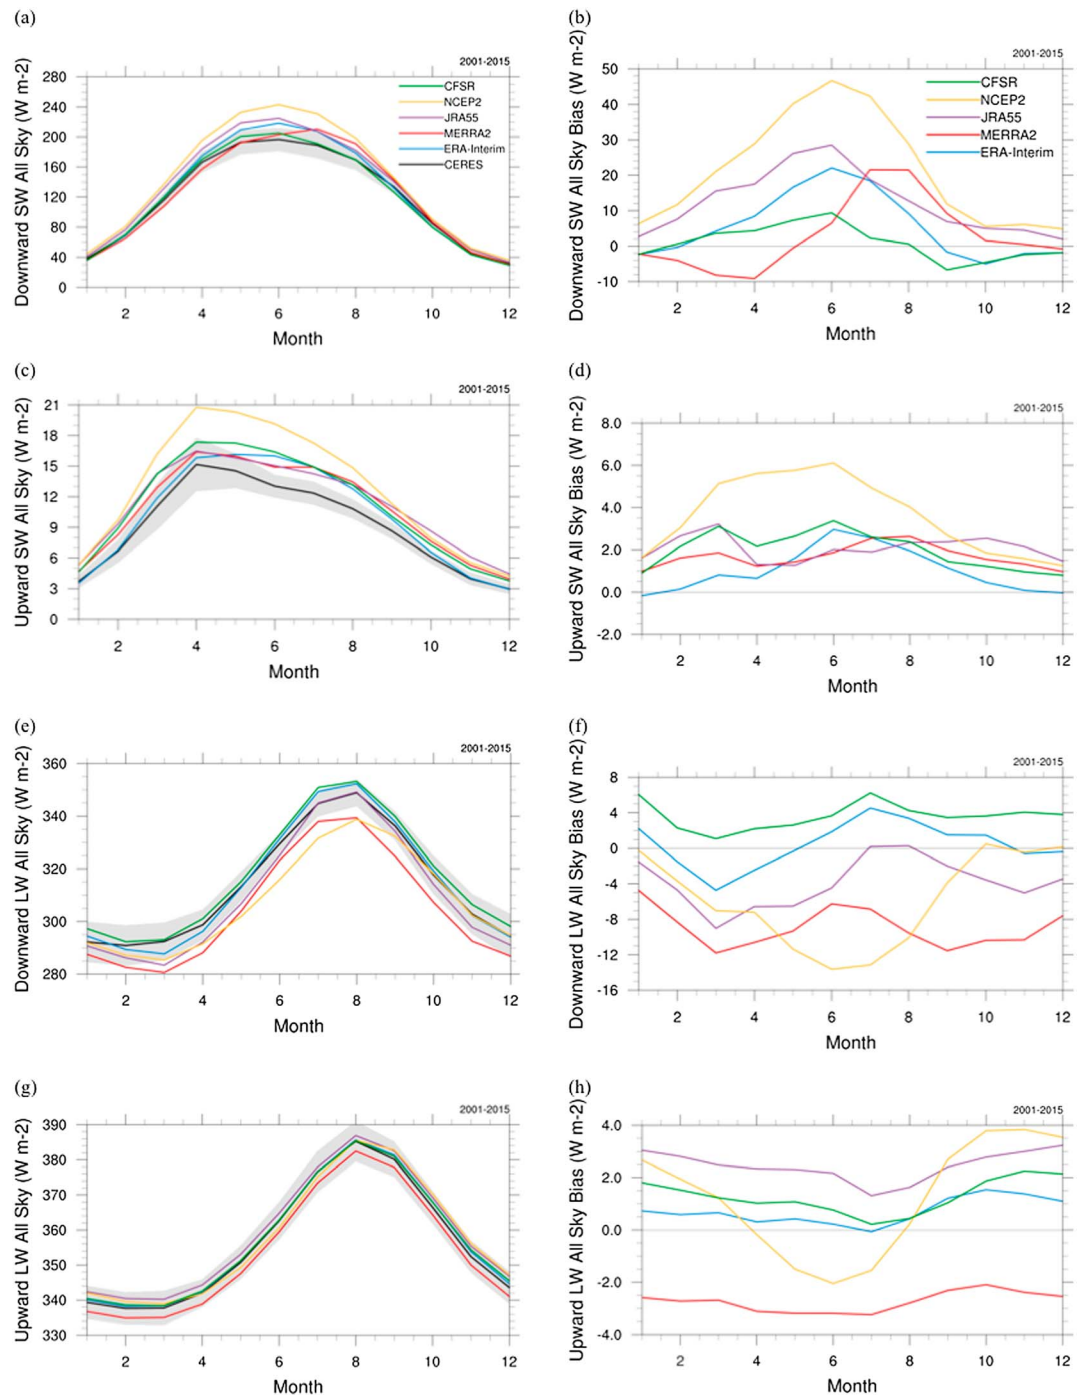 (a)
2001-2015
Downward SW All Sky (W m-2)
280
240
200
160
120
80
40
0
CFSR
NCEP2
JRA55
MERRA2
ERA-Interim
CERES
2 4 6 8 10 12
Month
(b)
2001-2015
Downward SW All Sky Bias (W m-2)
50
40
30
20
10
0
-10
CFSR
NCEP2
JRA55
MERRA2
ERA-Interim
2 4 6 8 10 12
Month
(c)
2001-2015
Upward SW All Sky (W m-2)
21
18
15
12
9
6
3
0
2 4 6 8 10 12
Month
(d)
2001-2015
Upward SW All Sky Bias (W m-2)
8.0
6.0
4.0
2.0
0.0
-2.0
2 4 6 8 10 12
Month
(e)
2001-2015
Downward LW All Sky (W m-2)
360
340
320
300
280
2 4 6 8 10 12
Month
(f)
2001-2015
Downward LW All Sky Bias (W m-2)
8
4
0
-4
-8
-12
-16
2 4 6 8 10 12
Month
(g)
2001-2015
Upward LW All Sky (W m-2)
390
380
370
360
350
340
330
2 4 6 8 10 12
Month
(h)
2001-2015
Upward LW All Sky Bias (W m-2)
4.0
2.0
0.0
-2.0
-4.0
2 4 6 8 10 12
Month